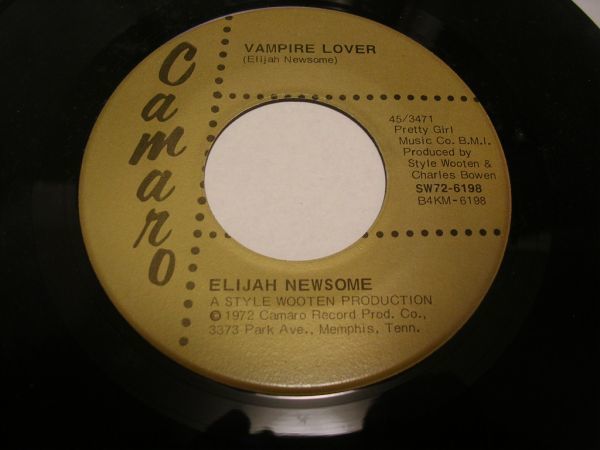 Camaro
VAMPIRE LOVER
(Elijah Newsome)
45/3471
Pretty Girl
Music Co. B.M.I.
Produced by
Style Wooten &
Charles Bowen
SW72-6198
B4KM-6198
ELIJAH NEWSOME
A STYLE WOOTEN PRODUCTION
© 1972 Camaro Record Prod. Co.,
3373 Park Ave., Memphis, Tenn.